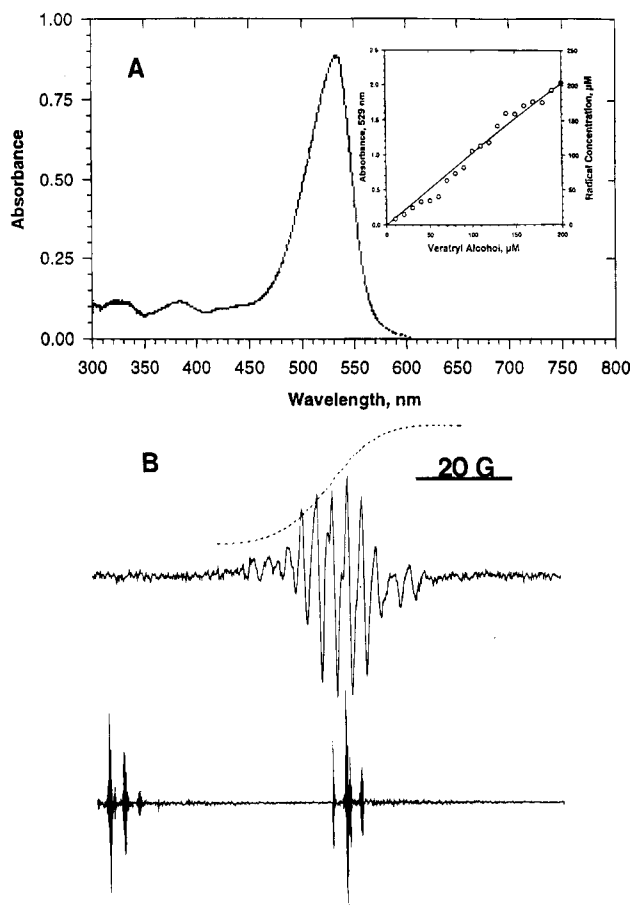 1.00
0.75
0.50
0.25
0.00
Absorbance
A
300 350 400 450 500 550 600 650 700 750 800
Wavelength, nm
2.5
2.0
1.5
1.0
0.5
0.0
Absorbance, 529 nm
250
200
150
100
50
0
Radical Concentration, µM
0 50 100 150 200
Veratryl Alcohol, µM
B
20 G